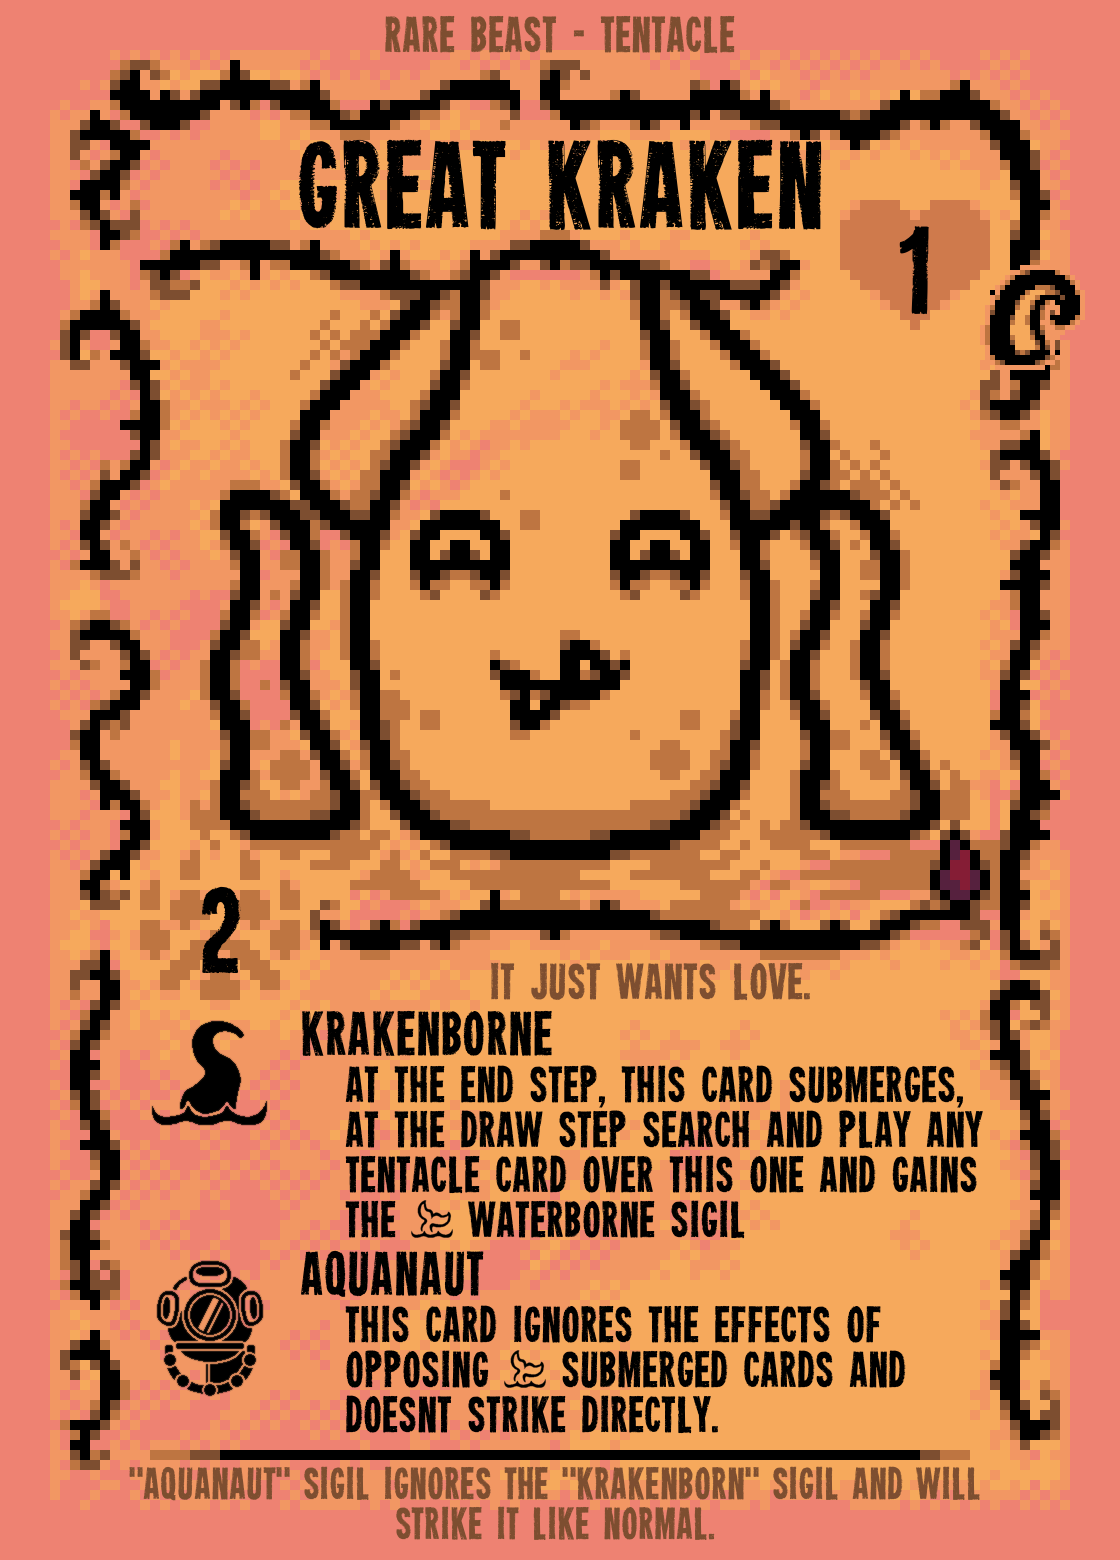 RARE BEAST - TENTACLE
GREAT KRAKEN
1
2
IT JUST WANTS LOVE.
KRAKENBORNE
AT THE END STEP, THIS CARD SUBMERGES,
AT THE DRAW STEP SEARCH AND PLAY ANY
TENTACLE CARD OVER THIS ONE AND GAINS
THE WATERBORNE SIGIL
AQUANAUT
THIS CARD IGNORES THE EFFECTS OF
OPPOSING SUBMERGED CARDS AND
DOESNT STRIKE DIRECTLY.
"AQUANAUT" SIGIL IGNORES THE "KRAKENBORN" SIGIL AND WILL
STRIKE IT LIKE NORMAL.